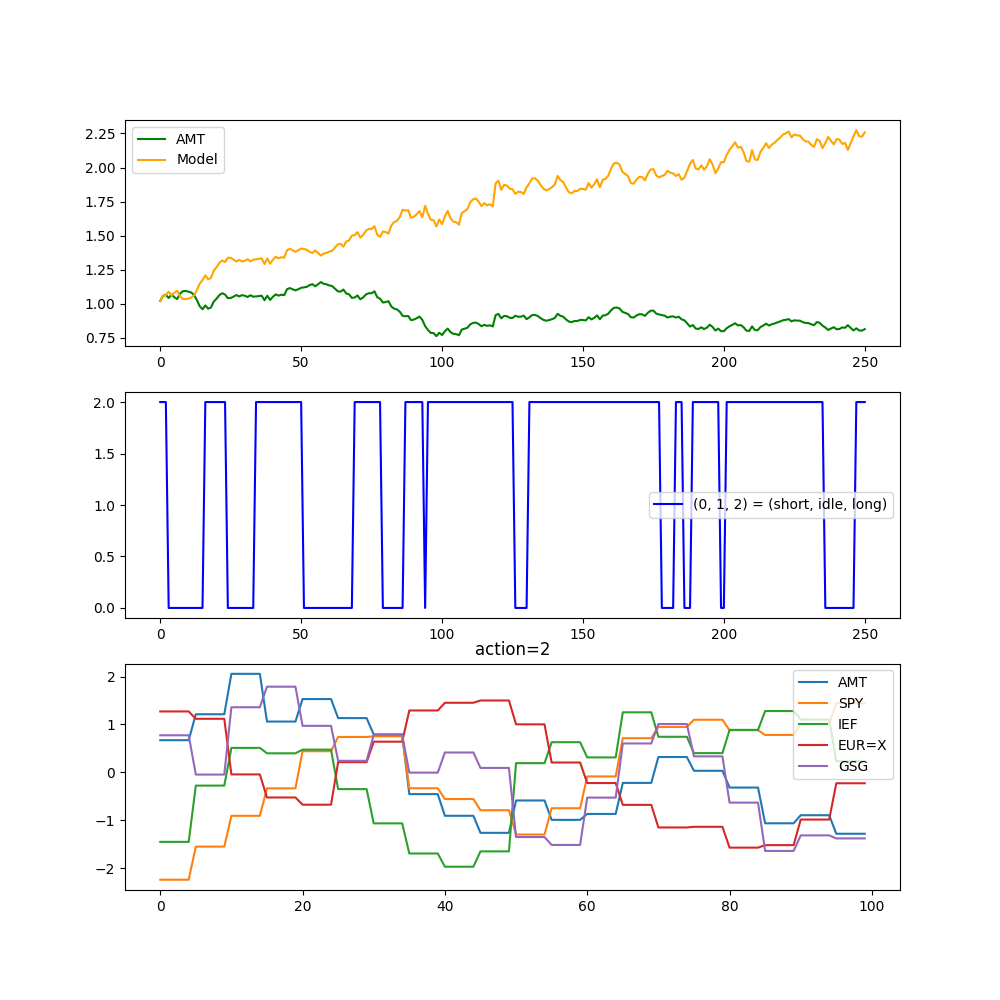 AMT
Model
2.25
2.00
1.75
1.50
1.25
1.00
0.75
0 50 100 150 200 250
2.0
1.5
1.0
0.5
0.0
(0, 1, 2) = (short, idle, long)
0 50 100 150 200 250
action=2
2
1
0
−1
−2
AMT
SPY
IEF
EUR=X
GSG
0 20 40 60 80 100